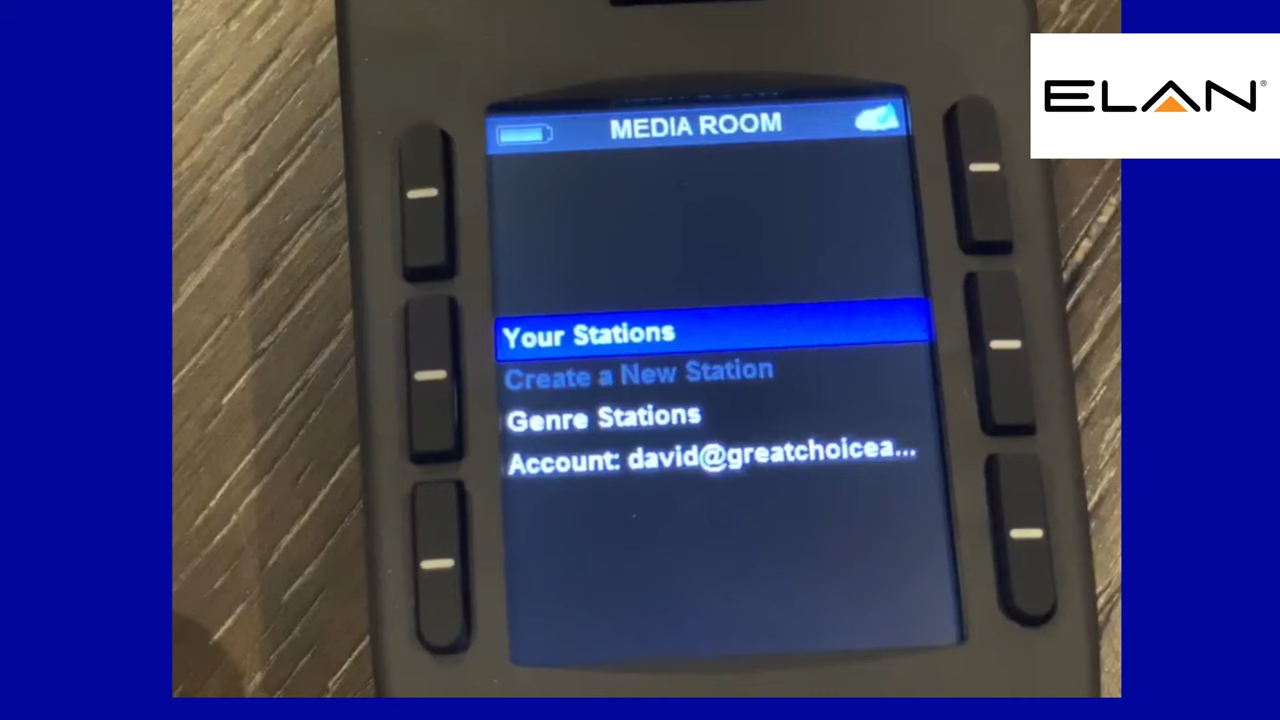 MEDIA ROOM
ELAN®
Your Stations
Create a New Station
Genre Stations
Account: david@greatchoicea...